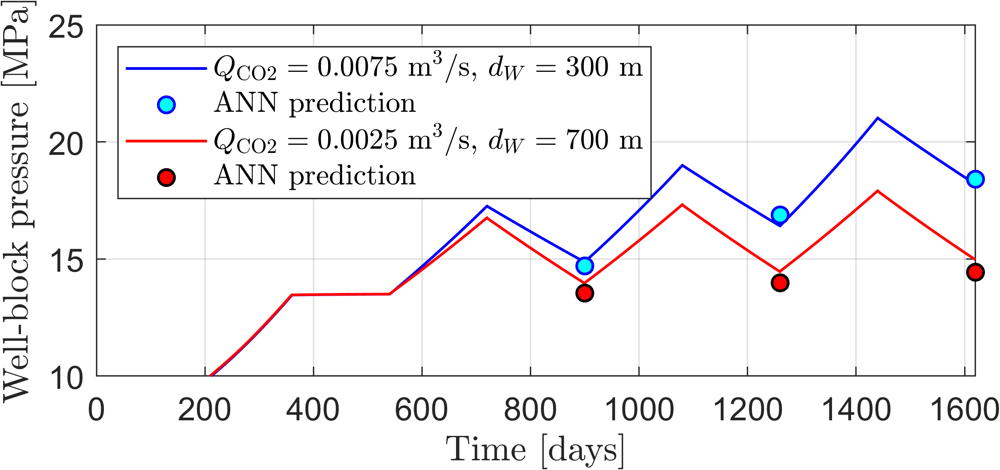 Well-block pressure [MPa]
25
20
15
10
Q_CO2 = 0.0075 m³/s, d_W = 300 m
ANN prediction
Q_CO2 = 0.0025 m³/s, d_W = 700 m
ANN prediction
0 200 400 600 800 1000 1200 1400 1600
Time [days]